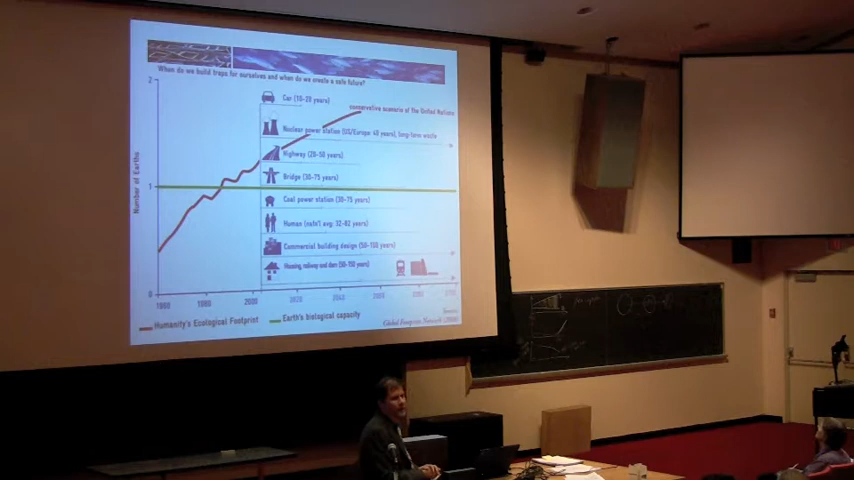 When do we build traps for ourselves and when do we create a safe future?
2
Car (10-20 years)
conservative scenario of the United Nations
Nuclear power station (US/Europe: 40 years), long-term waste
Highway (20-50 years)
Number of Earths
Bridge (30-75 years)
1
Coal power station (30-75 years)
Human (nat'l avg: 32-82 years)
Commercial building design (50-100 years)
Housing, railway and dam (50-150 years)
0
1960 1980 2000 2020 2040
Humanity's Ecological Footprint
Earth's biological capacity
Source:
Global Footprint Network